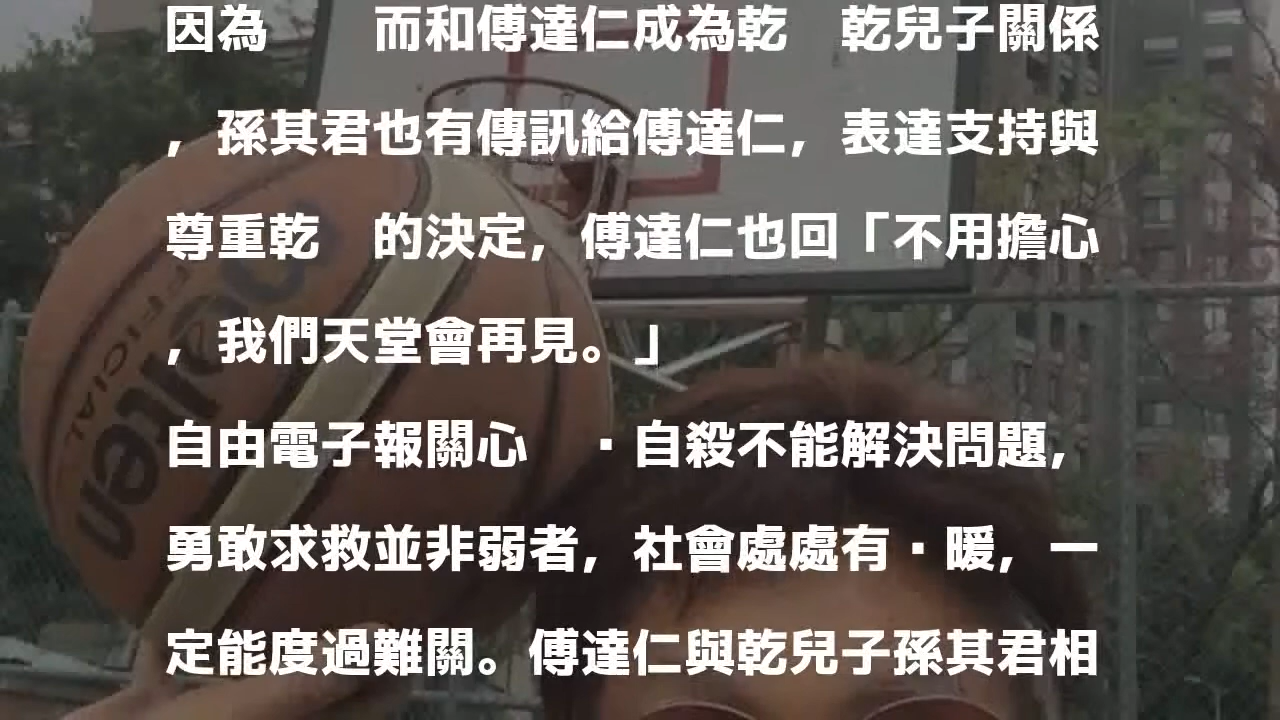 因為　　而和傅達仁成為乾　乾兒子關係
，孫其君也有傳訊給傅達仁，表達支持與
尊重乾　的決定，傅達仁也回「不用擔心
，我們天堂會再見。」
自由電子報關心　·自殺不能解決問題，
勇敢求救並非弱者，社會處處有·暖，一
定能度過難關。傅達仁與乾兒子孫其君相
molten
OFFICIAL